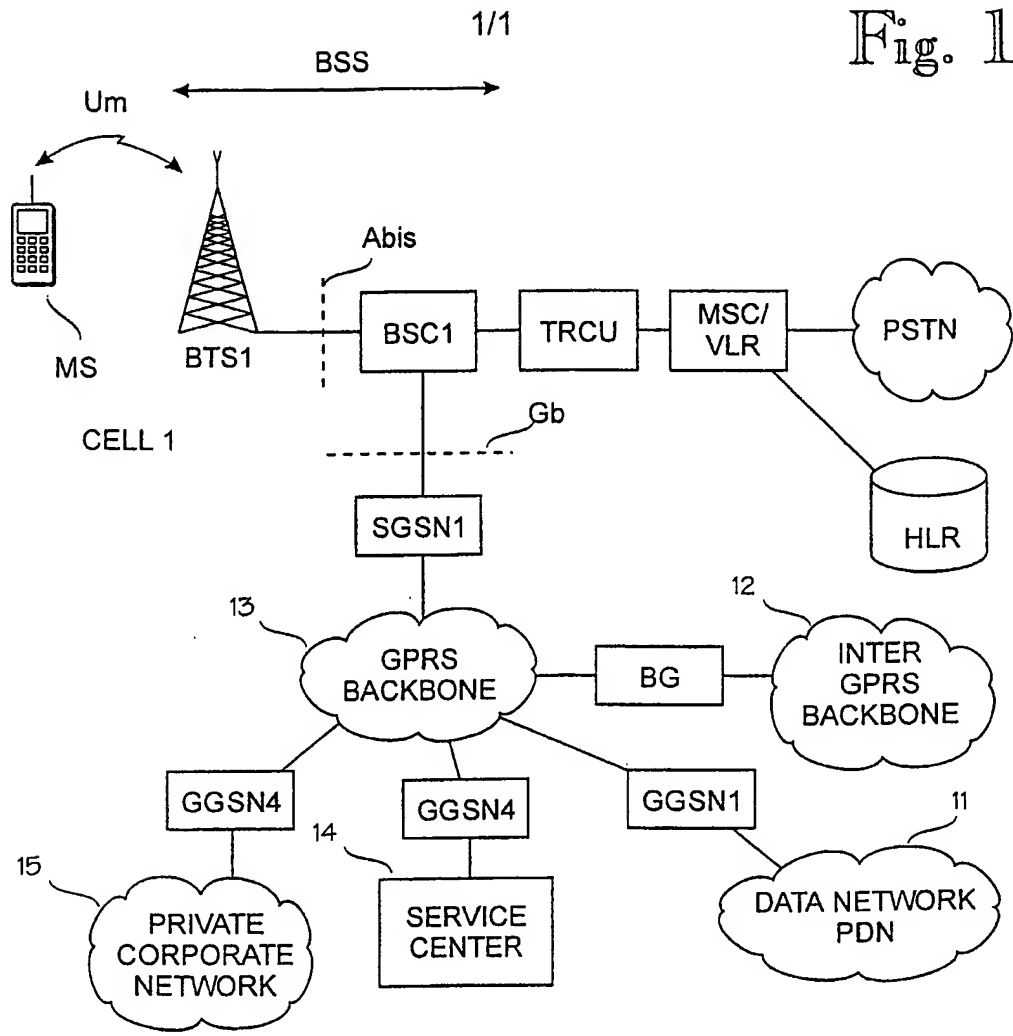 1/1
Fig. 1
BSS
Um
Abis
MS
BTS1
BSC1
TRCU
MSC/
VLR
PSTN
CELL 1
Gb
HLR
SGSN1
13
GPRS
BACKBONE
BG
12
INTER
GPRS
BACKBONE
GGSN4
GGSN4
GGSN1
11
15
PRIVATE
CORPORATE
NETWORK
14
SERVICE
CENTER
DATA NETWORK
PDN